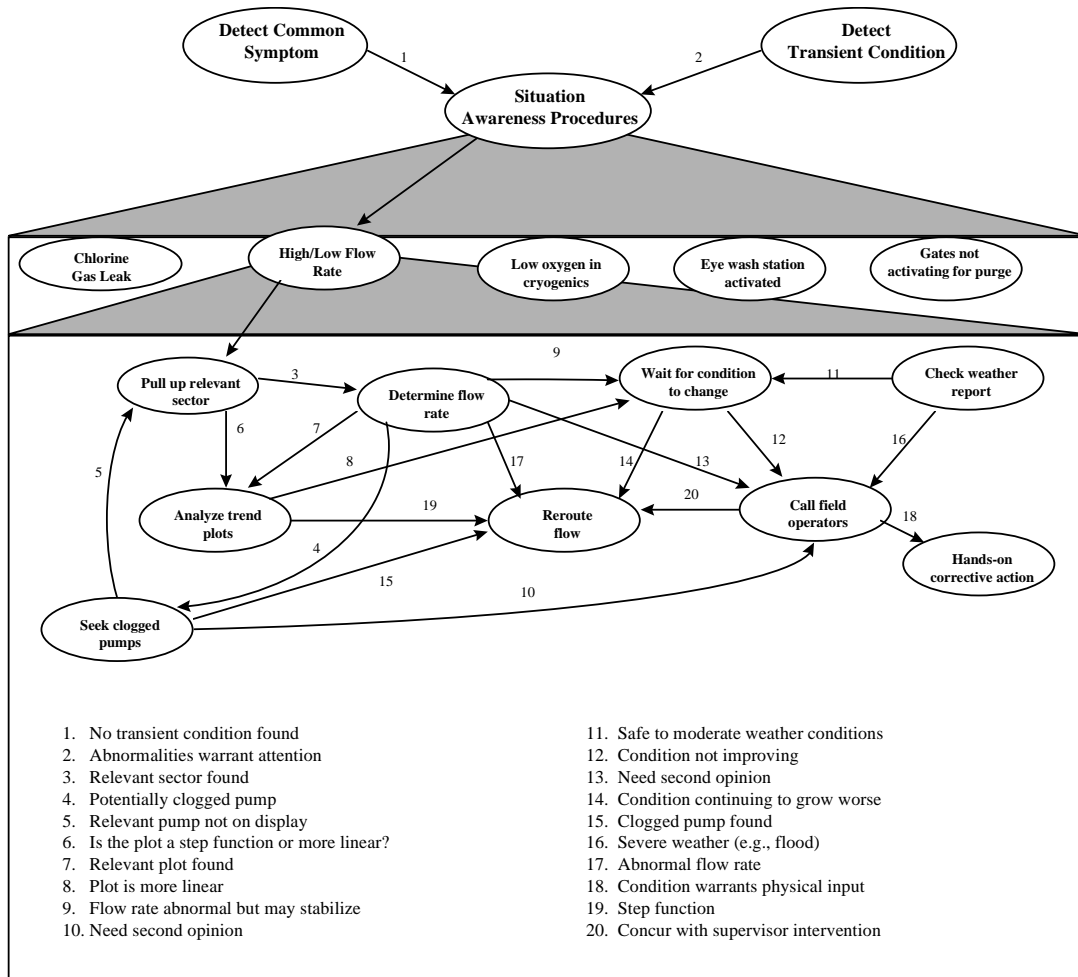 Detect Common
Symptom
Detect
Transient Condition
1
2
Situation
Awareness Procedures
Chlorine
Gas Leak
High/Low Flow
Rate
Low oxygen in
cryogenics
Eye wash station
activated
Gates not
activating for purge
9
Pull up relevant
sector
3
Determine flow
rate
Wait for condition
to change
11
Check weather
report
6
7
8
17
14
13
12
16
5
Analyze trend
plots
19
Reroute
flow
20
Call field
operators
18
4
15
10
Hands-on
corrective action
Seek clogged
pumps
1. No transient condition found
2. Abnormalities warrant attention
3. Relevant sector found
4. Potentially clogged pump
5. Relevant pump not on display
6. Is the plot a step function or more linear?
7. Relevant plot found
8. Plot is more linear
9. Flow rate abnormal but may stabilize
10. Need second opinion
11. Safe to moderate weather conditions
12. Condition not improving
13. Need second opinion
14. Condition continuing to grow worse
15. Clogged pump found
16. Severe weather (e.g., flood)
17. Abnormal flow rate
18. Condition warrants physical input
19. Step function
20. Concur with supervisor intervention